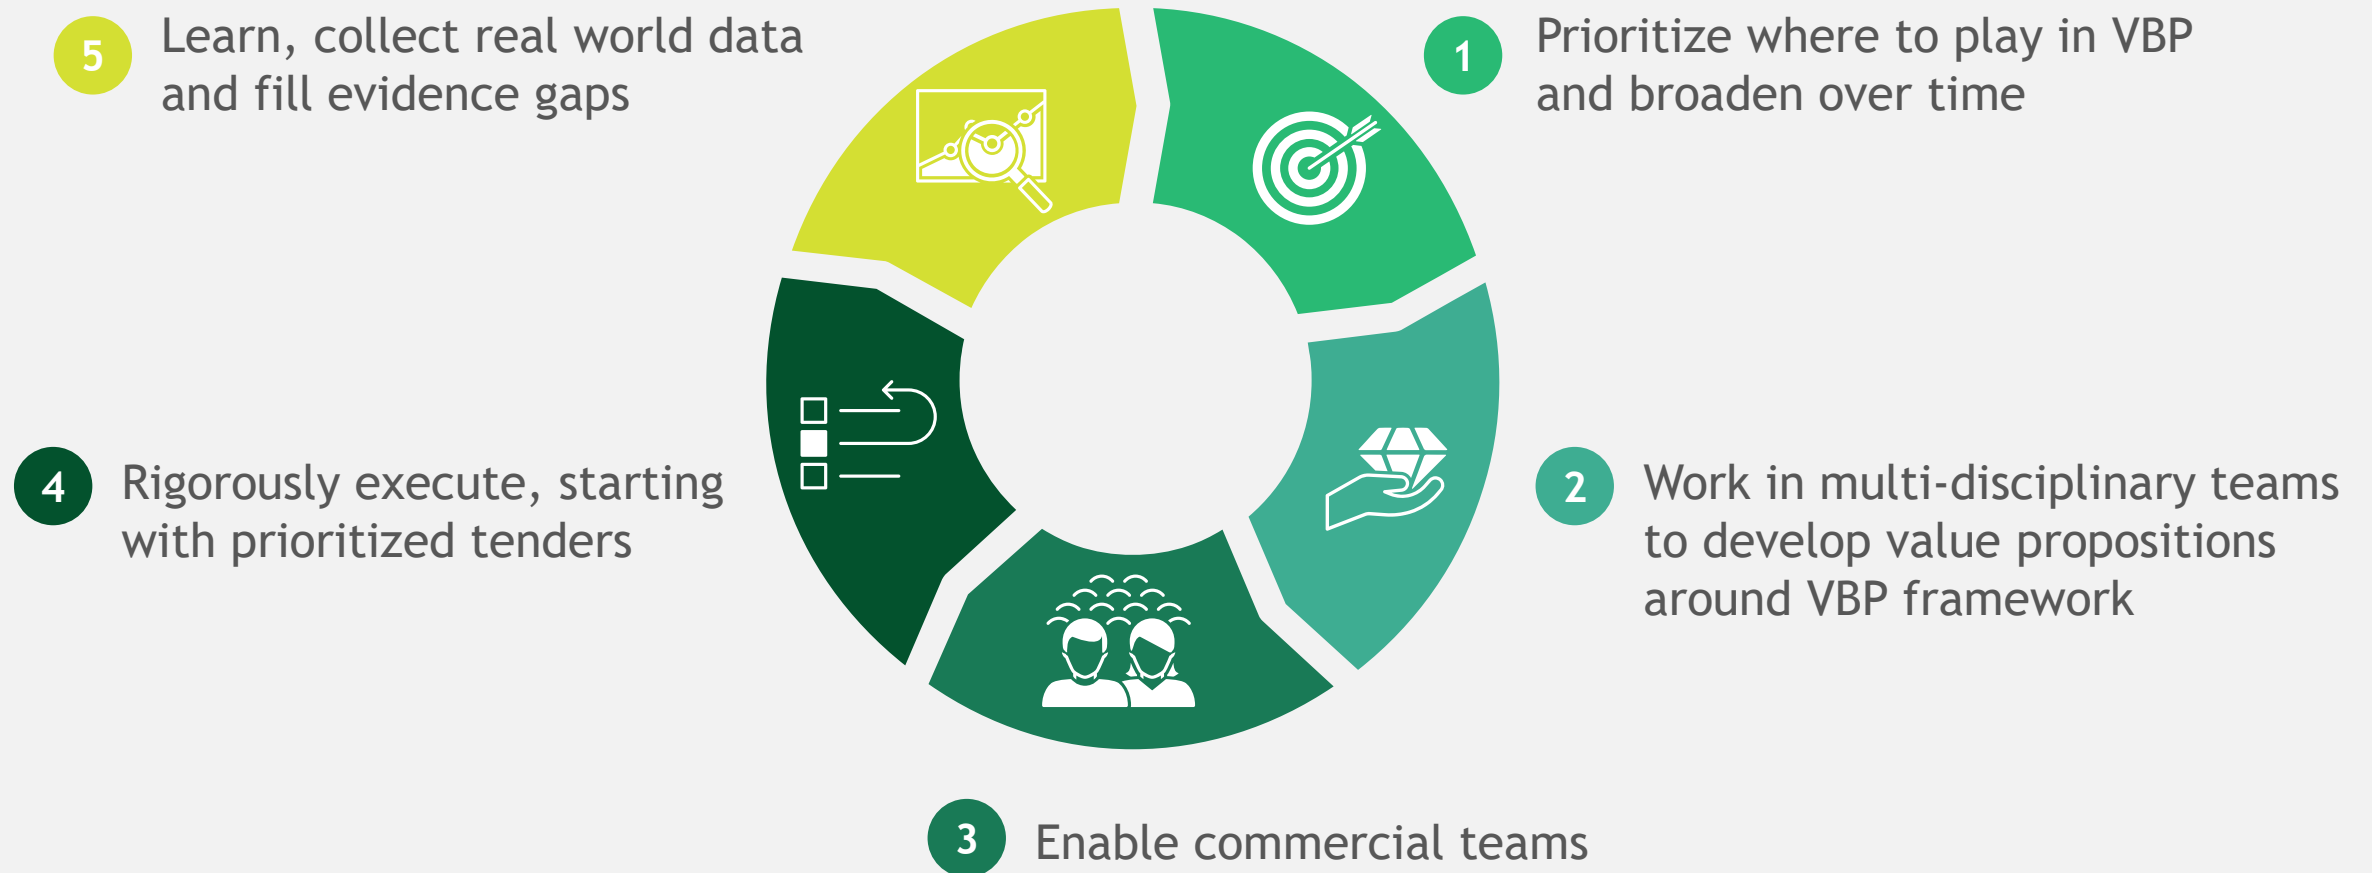 1
Prioritize where to play in VBP
and broaden over time
2
Work in multi-disciplinary teams
to develop value propositions
around VBP framework
3
Enable commercial teams
4
Rigorously execute, starting
with prioritized tenders
5
Learn, collect real world data
and fill evidence gaps